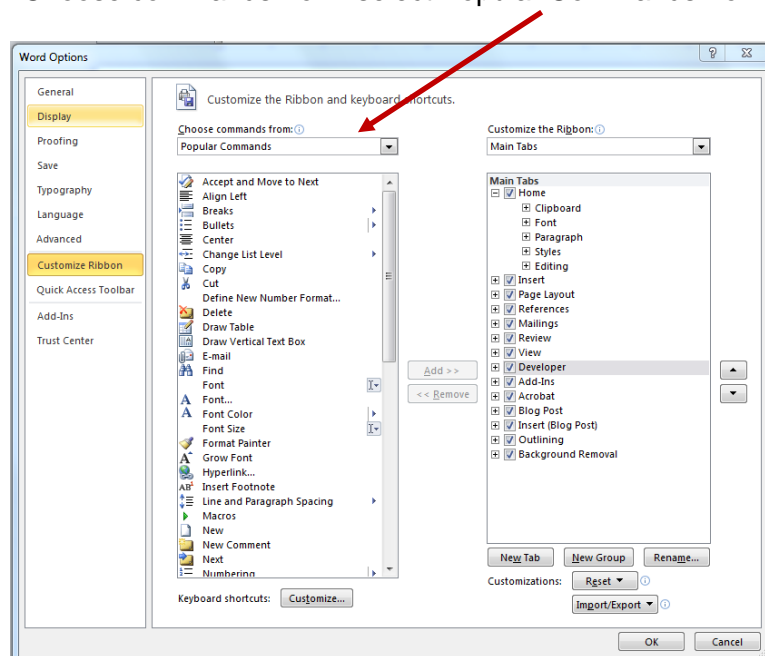 Word Options
General
Display
Proofing
Save
Typography
Language
Advanced
Customize Ribbon
Quick Access Toolbar
Add-Ins
Trust Center
Customize the Ribbon and keyboard shortcuts.
Choose commands from:
Popular Commands
Accept and Move to Next
Align Left
Breaks
Bullets
Center
Change List Level
Copy
Cut
Define New Number Format...
Delete
Draw Table
Draw Vertical Text Box
E-mail
Find
Font
Font...
Font Color
Font Size
Format Painter
Grow Font
Hyperlink...
Insert Footnote
Line and Paragraph Spacing
Macros
New
New Comment
Next
Numbering
Keyboard shortcuts: Customize...
Add >>
<< Remove
Customize the Ribbon:
Main Tabs
Main Tabs
Home
Clipboard
Font
Paragraph
Styles
Editing
Insert
Page Layout
References
Mailings
Review
View
Developer
Add-Ins
Acrobat
Blog Post
Insert (Blog Post)
Outlining
Background Removal
New Tab New Group Rename...
Customizations: Reset
Import/Export
OK Cancel